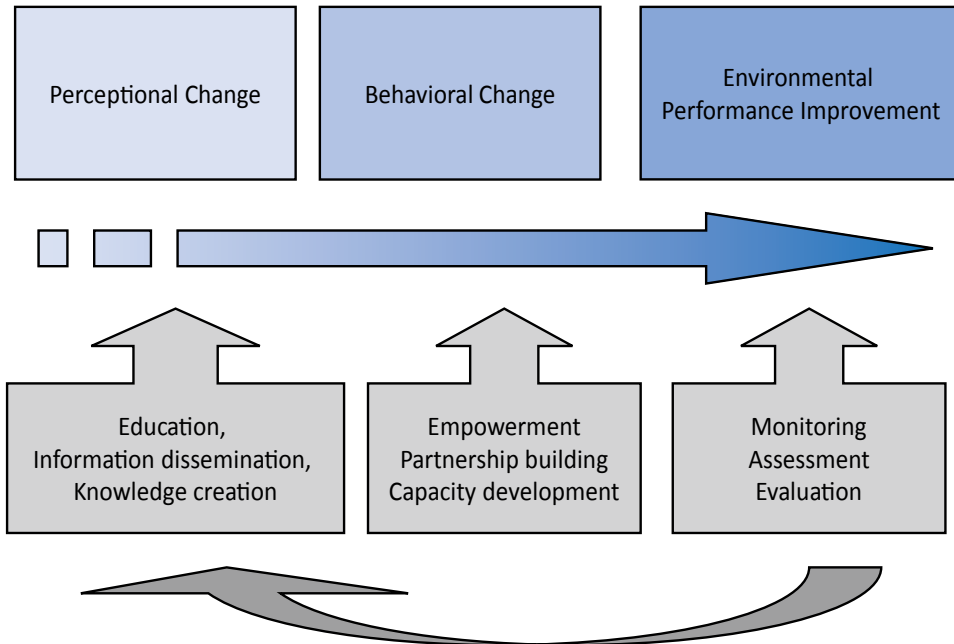 Perceptional Change
Behavioral Change
Environmental
Performance Improvement
Education,
Information dissemination,
Knowledge creation
Empowerment
Partnership building
Capacity development
Monitoring
Assessment
Evaluation